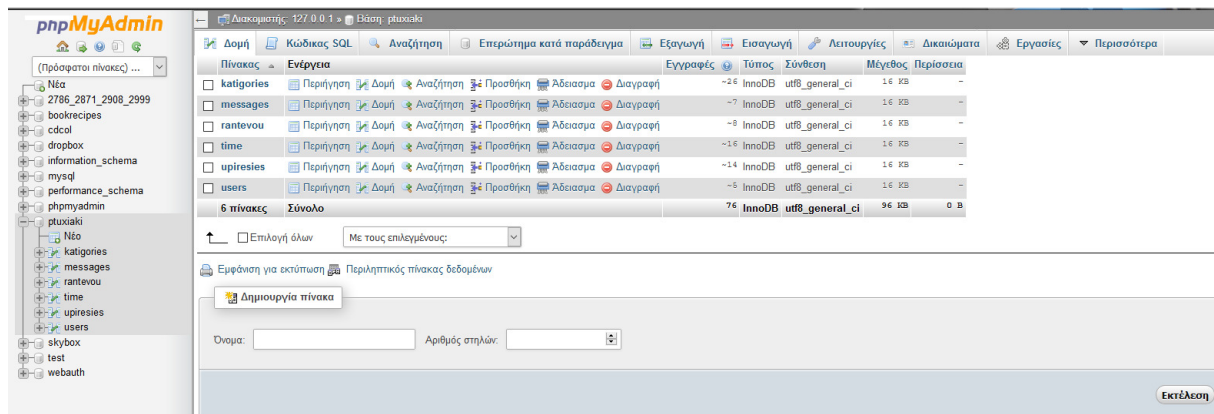 phpMyAdmin
(Πρόσφατοι πίνακες) ...
Νέα
2786_2871_2908_2999
bookrecipes
cdcol
dropbox
information_schema
mysql
performance_schema
phpmyadmin
ptuxiaki
Νέο
katigories
messages
rantevou
time
upiresies
users
skybox
test
webauth
Διακομιστής: 127.0.0.1 » Βάση: ptuxiaki
Δομή Κώδικας SQL Αναζήτηση Επερώτημα κατά παράδειγμα Εξαγωγή Εισαγωγή Λειτουργίες Δικαιώματα Εργασίες Περισσότερα
Πίνακας Ενέργεια Εγγραφές Τύπος Σύνθεση Μέγεθος Περίσσεια
katigories Περιήγηση Δομή Αναζήτηση Προσθήκη Άδειασμα Διαγραφή ~26 InnoDB utf8_general_ci 16 KB -
messages Περιήγηση Δομή Αναζήτηση Προσθήκη Άδειασμα Διαγραφή ~7 InnoDB utf8_general_ci 16 KB -
rantevou Περιήγηση Δομή Αναζήτηση Προσθήκη Άδειασμα Διαγραφή ~8 InnoDB utf8_general_ci 16 KB -
time Περιήγηση Δομή Αναζήτηση Προσθήκη Άδειασμα Διαγραφή ~16 InnoDB utf8_general_ci 16 KB -
upiresies Περιήγηση Δομή Αναζήτηση Προσθήκη Άδειασμα Διαγραφή ~14 InnoDB utf8_general_ci 16 KB -
users Περιήγηση Δομή Αναζήτηση Προσθήκη Άδειασμα Διαγραφή ~5 InnoDB utf8_general_ci 16 KB -
6 πίνακες Σύνολο 76 InnoDB utf8_general_ci 96 KB 0 B
Επιλογή όλων Με τους επιλεγμένους:
Εμφάνιση για εκτύπωση Περιληπτικός πίνακας δεδομένων
Δημιουργία πίνακα
Όνομα: Αριθμός στηλών:
Εκτέλεση